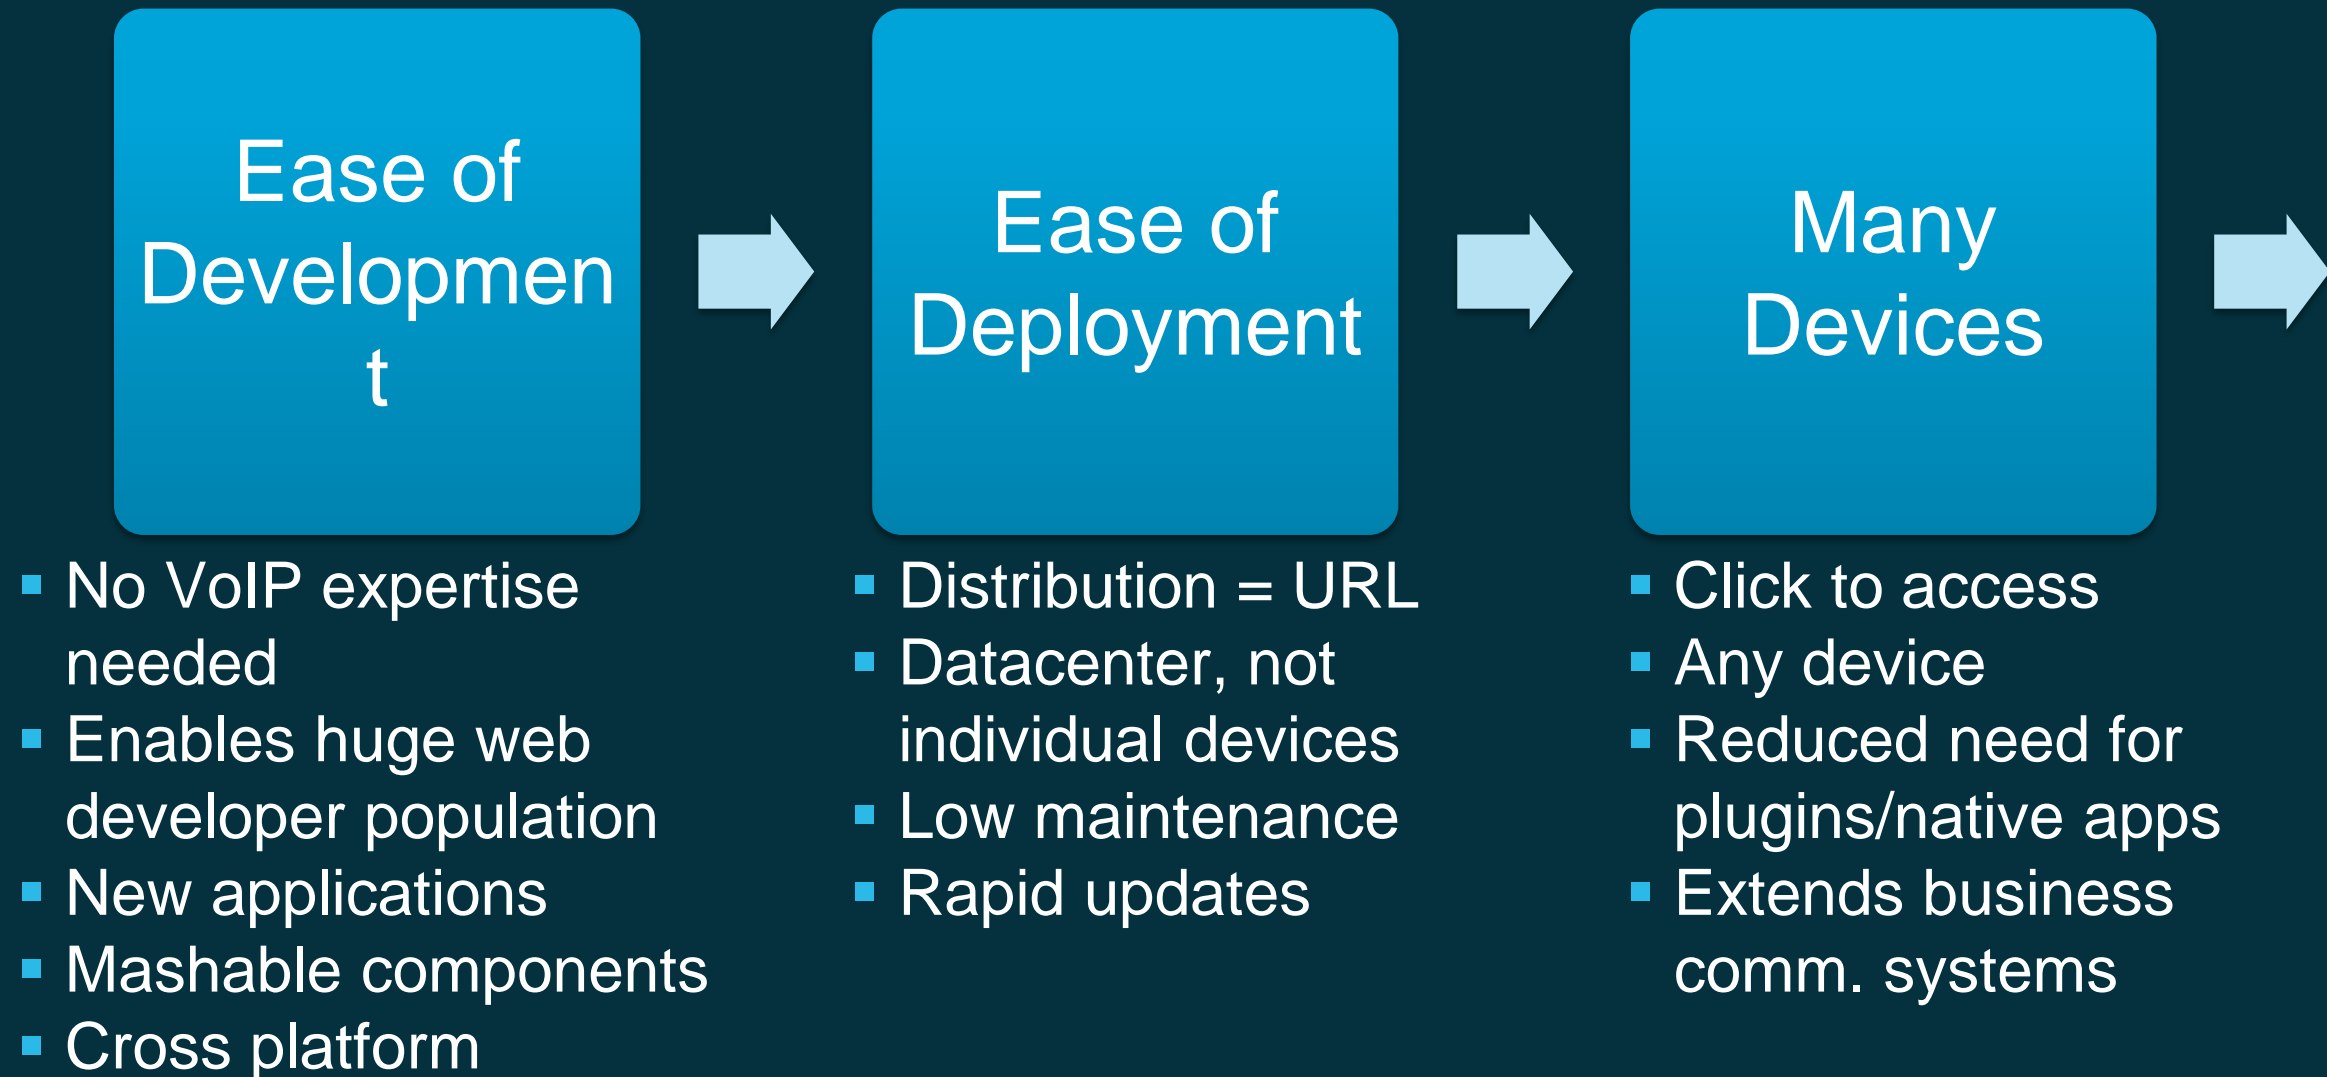 Ease of
Developmen
t
Ease of
Deployment
Many
Devices
No VoIP expertise
needed
Enables huge web
developer population
New applications
Mashable components
Cross platform
Distribution = URL
Datacenter, not
individual devices
Low maintenance
Rapid updates
Click to access
Any device
Reduced need for
plugins/native apps
Extends business
comm. systems